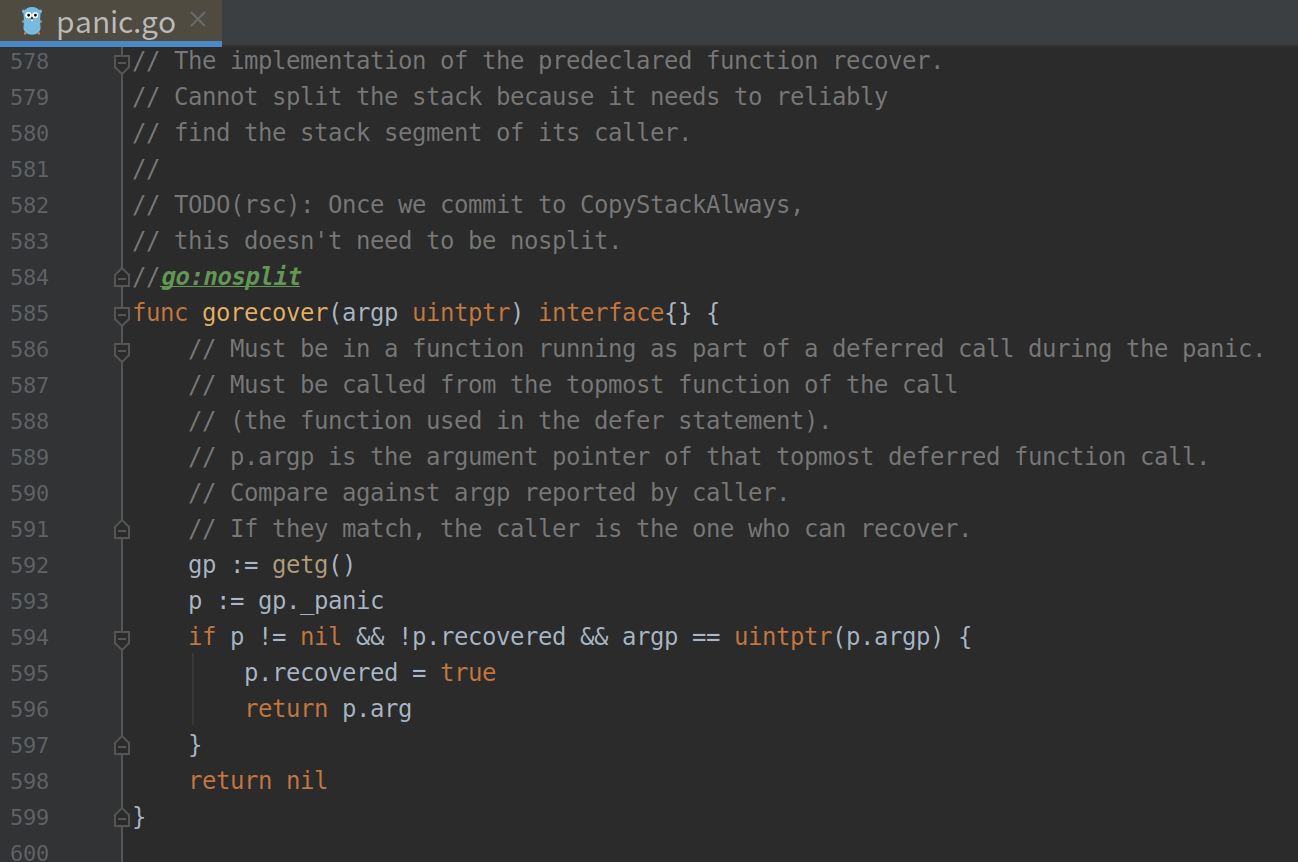 panic.go
578 // The implementation of the predeclared function recover.
579 // Cannot split the stack because it needs to reliably
580 // find the stack segment of its caller.
581 //
582 // TODO(rsc): Once we commit to CopyStackAlways,
583 // this doesn't need to be nosplit.
584 //go:nosplit
585 func gorecover(argp uintptr) interface{} {
586     // Must be in a function running as part of a deferred call during the panic.
587     // Must be called from the topmost function of the call
588     // (the function used in the defer statement).
589     // p.argp is the argument pointer of that topmost deferred function call.
590     // Compare against argp reported by caller.
591     // If they match, the caller is the one who can recover.
592     gp := getg()
593     p := gp._panic
594     if p != nil && !p.recovered && argp == uintptr(p.argp) {
595         p.recovered = true
596         return p.arg
597     }
598     return nil
599 }
600